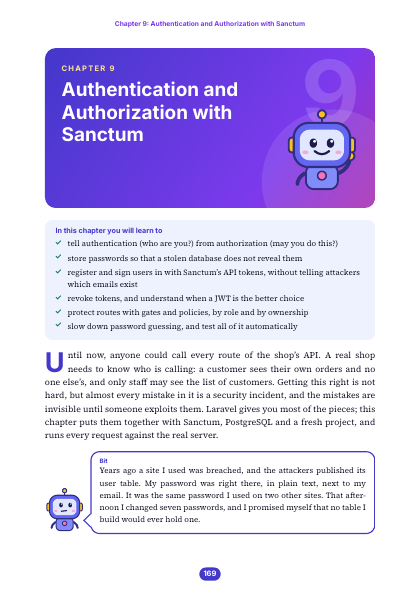 Chapter 9: Authentication and Authorization with Sanctum
CHAPTER 9
9
Authentication and
Authorization with
Sanctum
In this chapter you will learn to
✓ tell authentication (who are you?) from authorization (may you do this?)
✓ store passwords so that a stolen database does not reveal them
✓ register and sign users in with Sanctum's API tokens, without telling attackers
which emails exist
✓ revoke tokens, and understand when a JWT is the better choice
✓ protect routes with gates and policies, by role and by ownership
✓ slow down password guessing, and test all of it automatically
Until now, anyone could call every route of the shop's API. A real shop
needs to know who is calling: a customer sees their own orders and no
one else's, and only staff may see the list of customers. Getting this right is not
hard, but almost every mistake in it is a security incident, and the mistakes are
invisible until someone exploits them. Laravel gives you most of the pieces; this
chapter puts them together with Sanctum, PostgreSQL and a fresh project, and
runs every request against the real server.
Bit
Years ago a site I used was breached, and the attackers published its
user table. My password was right there, in plain text, next to my
email. It was the same password I used on two other sites. That after-
noon I changed seven passwords, and I promised myself that no table I
build would ever hold one.
169